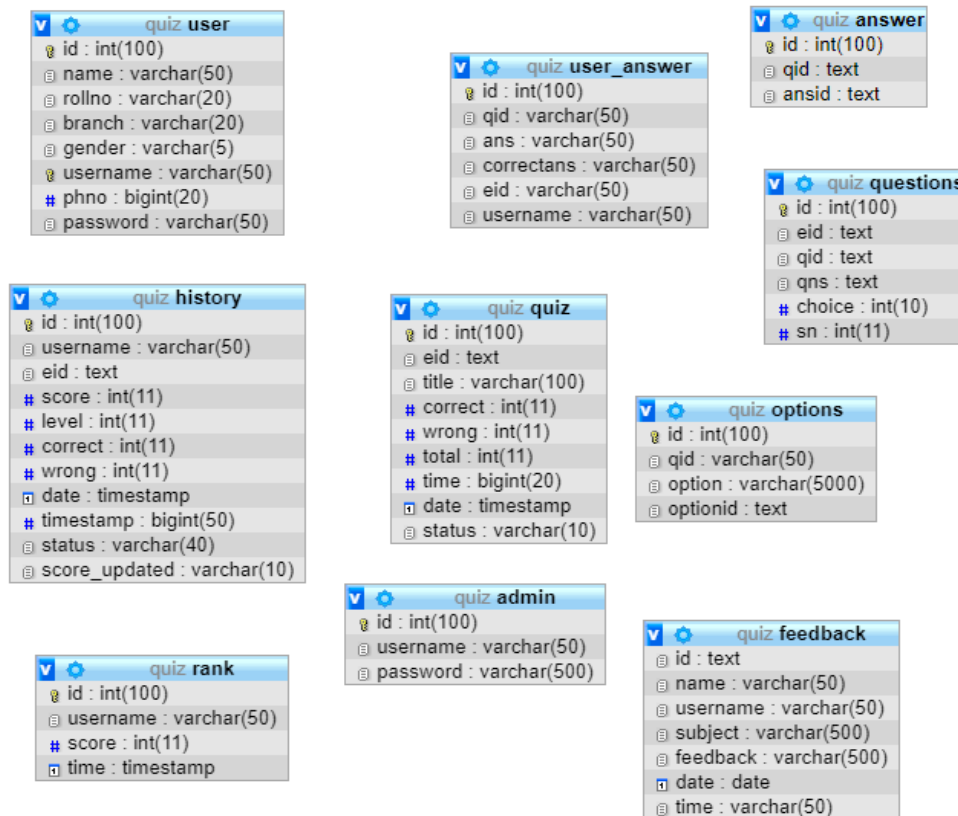 quiz user
id : int(100)
name : varchar(50)
rollno : varchar(20)
branch : varchar(20)
gender : varchar(5)
username : varchar(50)
# phno : bigint(20)
password : varchar(50)
quiz user_answer
id : int(100)
qid : varchar(50)
ans : varchar(50)
correctans : varchar(50)
eid : varchar(50)
username : varchar(50)
quiz answer
id : int(100)
qid : text
ansid : text
quiz questions
id : int(100)
eid : text
qid : text
qns : text
# choice : int(10)
# sn : int(11)
quiz history
id : int(100)
username : varchar(50)
eid : text
# score : int(11)
# level : int(11)
# correct : int(11)
# wrong : int(11)
date : timestamp
# timestamp : bigint(50)
status : varchar(40)
score_updated : varchar(10)
quiz quiz
id : int(100)
eid : text
title : varchar(100)
# correct : int(11)
# wrong : int(11)
# total : int(11)
# time : bigint(20)
date : timestamp
status : varchar(10)
quiz options
id : int(100)
qid : varchar(50)
option : varchar(5000)
optionid : text
quiz admin
id : int(100)
username : varchar(50)
password : varchar(500)
quiz rank
id : int(100)
username : varchar(50)
# score : int(11)
time : timestamp
quiz feedback
id : text
name : varchar(50)
username : varchar(50)
subject : varchar(500)
feedback : varchar(500)
date : date
time : varchar(50)